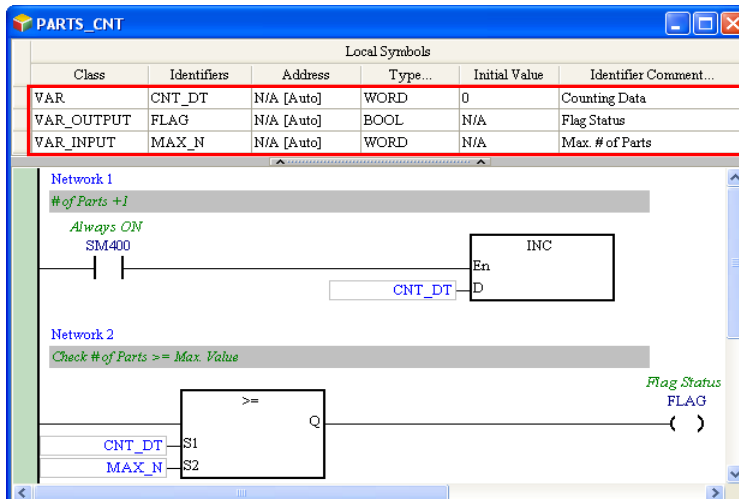 PARTS_CNT
Local Symbols
Class Identifiers Address Type... Initial Value Identifier Comment...
VAR CNT_DT N/A [Auto] WORD 0 Counting Data
VAR_OUTPUT FLAG N/A [Auto] BOOL N/A Flag Status
VAR_INPUT MAX_N N/A [Auto] WORD N/A Max. # of Parts
Network 1
# of Parts +1
Always ON
SM400
INC
En
CNT_DT D
Network 2
Check # of Parts >= Max. Value
Flag Status
FLAG
>=
Q
CNT_DT S1
MAX_N S2